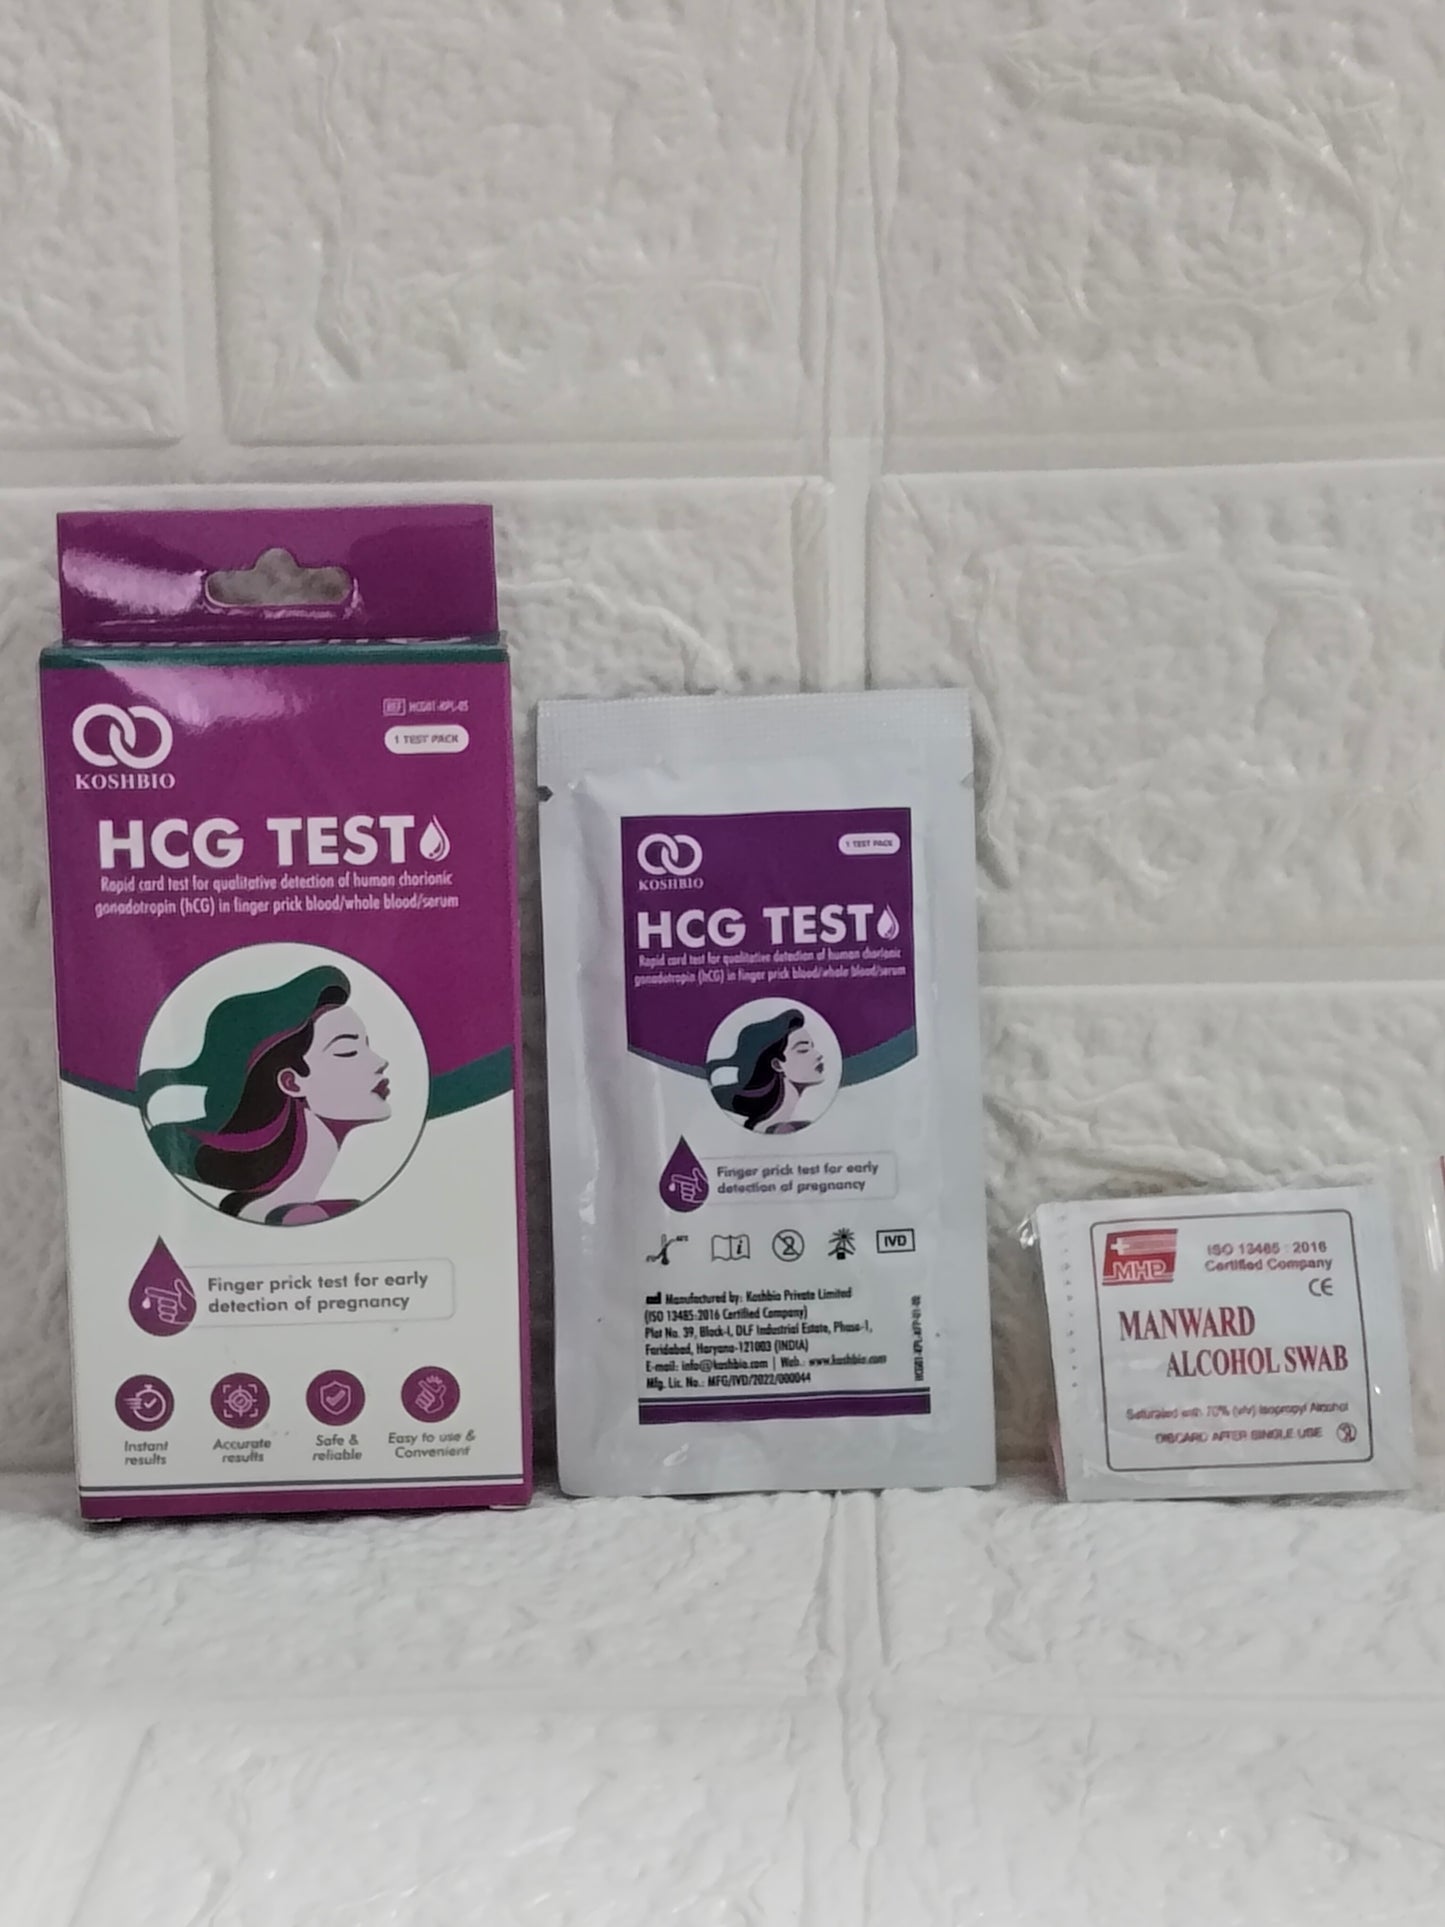 KOSHBIO
REF HCG01-KPL-05
1 TEST PACK
HCG TEST
Rapid card test for qualitative detection of human chorionic
gonadotropin (hCG) in finger prick blood/whole blood/serum
Finger prick test for early
detection of pregnancy
Instant
results
Accurate
results
Safe &
reliable
Easy to use &
Convenient
KOSHBIO
1 TEST PACK
HCG TEST
Rapid card test for qualitative detection of human chorionic
gonadotropin (hCG) in finger prick blood/whole blood/serum
Finger prick test for early
detection of pregnancy
IVD
Manufactured by: Koshbio Private Limited
(ISO 13485:2016 Certified Company)
Plot No. 39, Block-I, DLF Industrial Estate, Phase-1,
Faridabad, Haryana-121003 (INDIA)
E-mail: info@koshbio.com | Web.: www.koshbio.com
Mfg. Lic. No.: MFG/IVD/2022/000044
MHP
ISO 13485 : 2016
Certified Company
CE
MANWARD
ALCOHOL SWAB
Saturated with 70% (v/v) Isopropyl Alcohol
DISCARD AFTER SINGLE USE